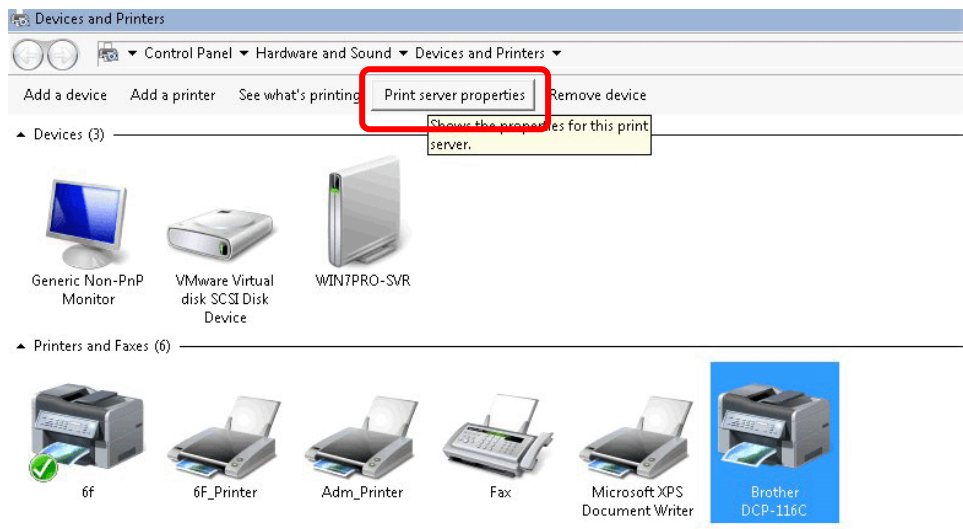 Devices and Printers
Control Panel Hardware and Sound Devices and Printers
Add a device Add a printer See what's printing Print server properties Remove device
Shows the properties for this print
server.
Devices (3)
Generic Non-PnP
Monitor
VMware Virtual
disk SCSI Disk
Device
WIN7PRO-SVR
Printers and Faxes (6)
6f
6F_Printer
Adm_Printer
Fax
Microsoft XPS
Document Writer
Brother
DCP-116C